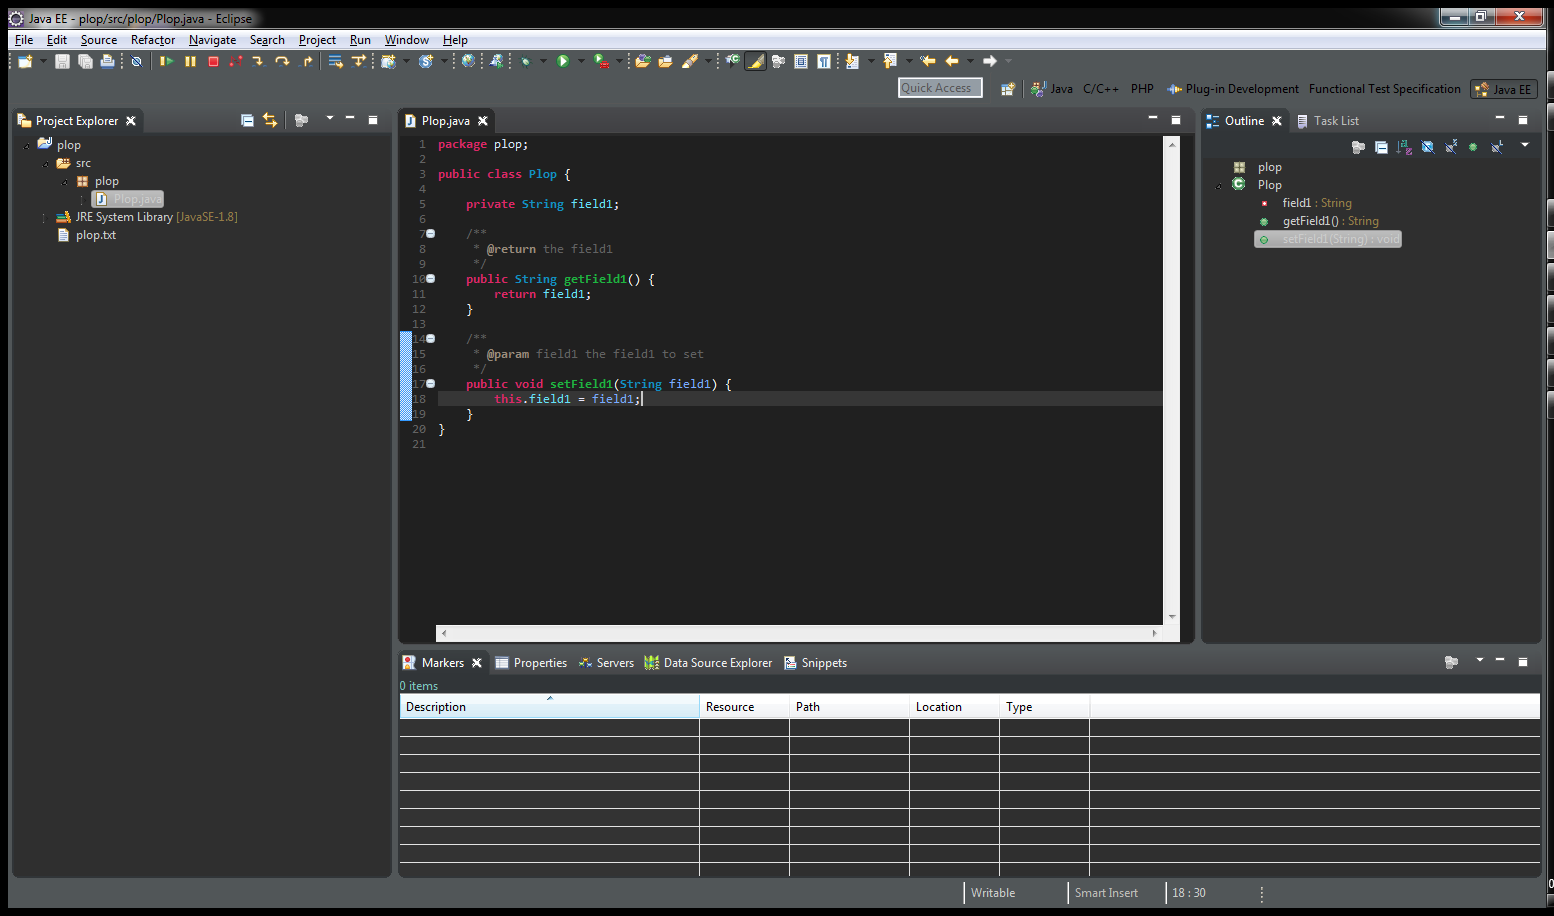 Java EE - plop/src/plop/Plop.java - Eclipse
File Edit Source Refactor Navigate Search Project Run Window Help
Quick Access Java C/C++ PHP Plug-in Development Functional Test Specification Java EE
Project Explorer
plop
src
plop
Plop.java
JRE System Library [JavaSE-1.8]
plop.txt
Plop.java
1 package plop;
2
3 public class Plop {
4
5 private String field1;
6
7 /**
8 * @return the field1
9 */
10 public String getField1() {
11 return field1;
12 }
13
14 /**
15 * @param field1 the field1 to set
16 */
17 public void setField1(String field1) {
18 this.field1 = field1;
19 }
20 }
21
Outline Task List
plop
Plop
field1 : String
getField1() : String
setField1(String) : void
Markers Properties Servers Data Source Explorer Snippets
0 items
Description Resource Path Location Type
Writable Smart Insert 18 : 30
0